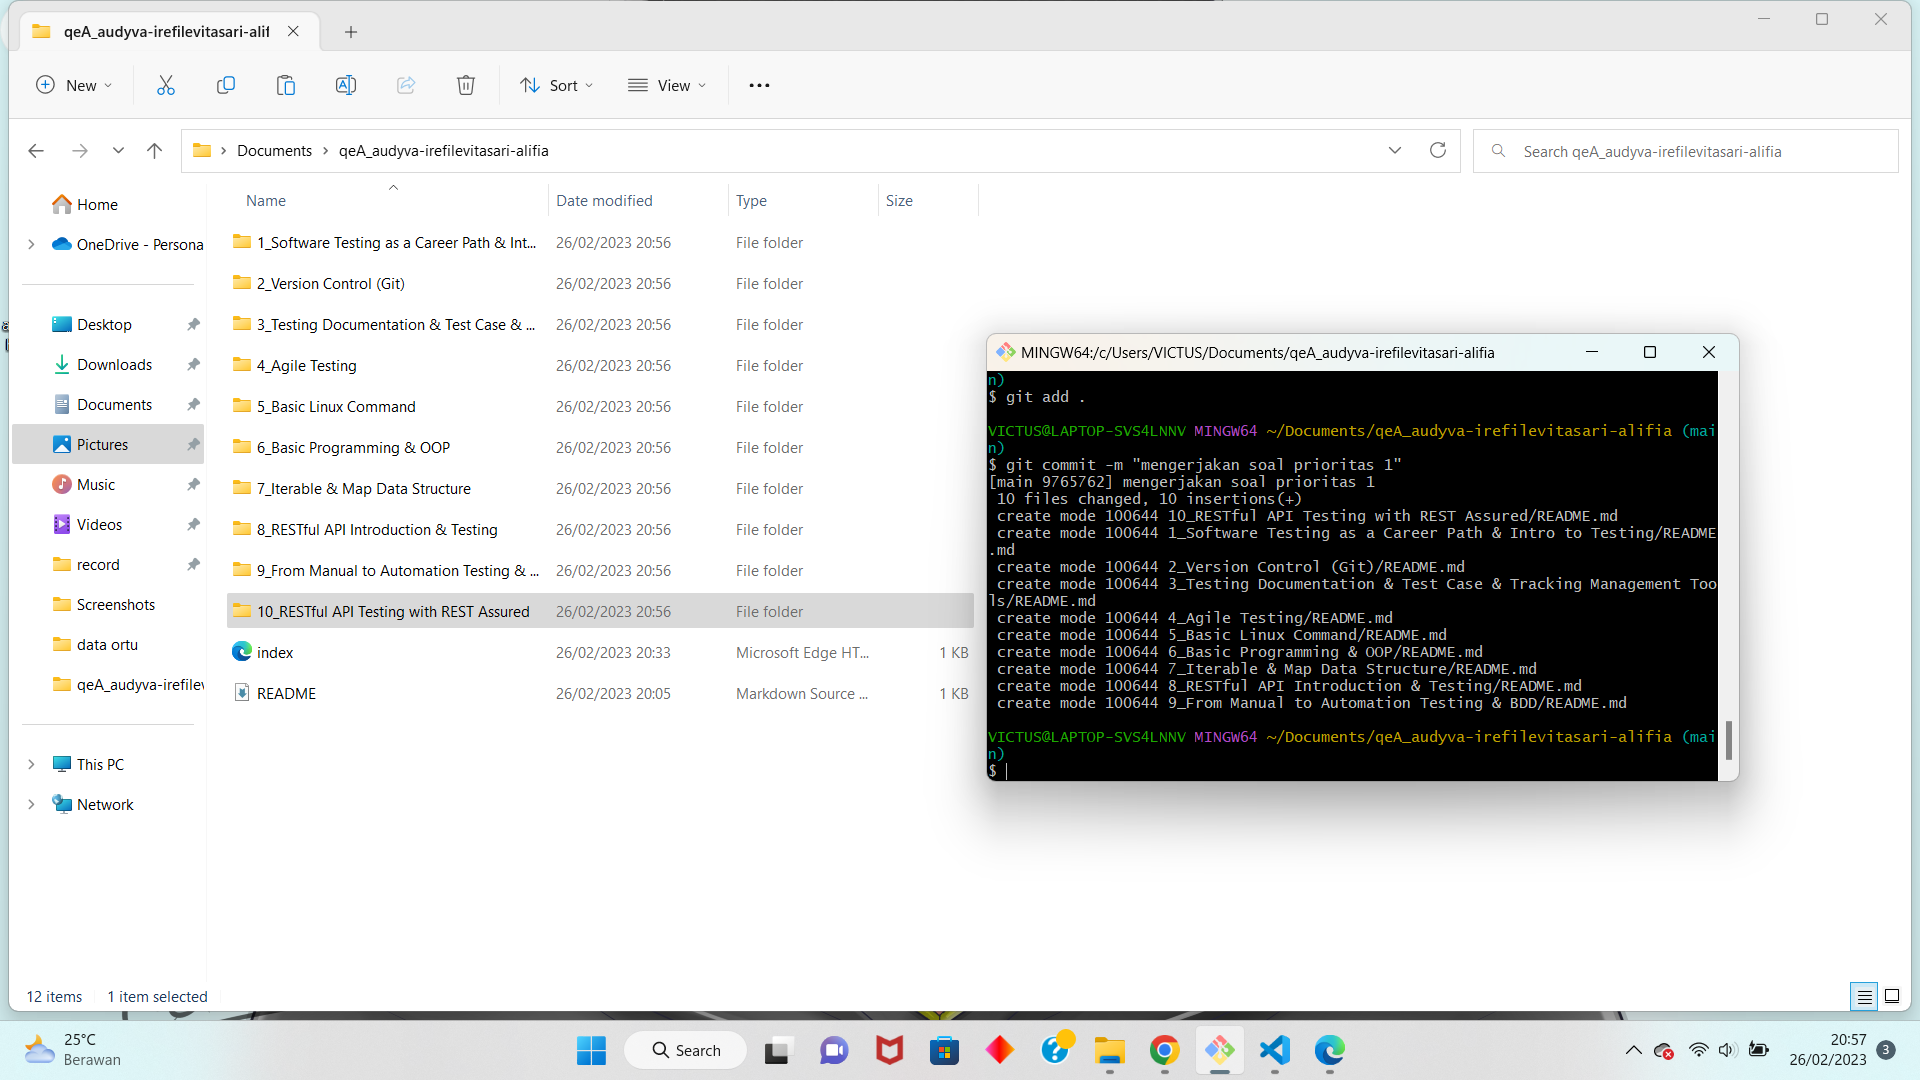 qeA_audyva-irefilevitasari-alif
New
Sort
View
Documents
qeA_audyva-irefilevitasari-alifia
Search qeA_audyva-irefilevitasari-alifia
Home
OneDrive - Persona
Desktop
Downloads
Documents
Pictures
Music
Videos
record
Screenshots
data ortu
qeA_audyva-irefilev
This PC
Network
Name Date modified Type Size
1_Software Testing as a Career Path & Int... 26/02/2023 20:56 File folder
2_Version Control (Git) 26/02/2023 20:56 File folder
3_Testing Documentation & Test Case & ... 26/02/2023 20:56 File folder
4_Agile Testing 26/02/2023 20:56 File folder
5_Basic Linux Command 26/02/2023 20:56 File folder
6_Basic Programming & OOP 26/02/2023 20:56 File folder
7_Iterable & Map Data Structure 26/02/2023 20:56 File folder
8_RESTful API Introduction & Testing 26/02/2023 20:56 File folder
9_From Manual to Automation Testing & ... 26/02/2023 20:56 File folder
10_RESTful API Testing with REST Assured 26/02/2023 20:56 File folder
index 26/02/2023 20:33 Microsoft Edge HT... 1 KB
README 26/02/2023 20:05 Markdown Source ... 1 KB
MINGW64:/c/Users/VICTUS/Documents/qeA_audyva-irefilevitasari-alifia
n)
$ git add .
VICTUS@LAPTOP-SVS4LNNV MINGW64 ~/Documents/qeA_audyva-irefilevitasari-alifia (mai
n)
$ git commit -m "mengerjakan soal prioritas 1"
[main 9765762] mengerjakan soal prioritas 1
10 files changed, 10 insertions(+)
create mode 100644 10_RESTful API Testing with REST Assured/README.md
create mode 100644 1_Software Testing as a Career Path & Intro to Testing/README
.md
create mode 100644 2_Version Control (Git)/README.md
create mode 100644 3_Testing Documentation & Test Case & Tracking Management Too
ls/README.md
create mode 100644 4_Agile Testing/README.md
create mode 100644 5_Basic Linux Command/README.md
create mode 100644 6_Basic Programming & OOP/README.md
create mode 100644 7_Iterable & Map Data Structure/README.md
create mode 100644 8_RESTful API Introduction & Testing/README.md
create mode 100644 9_From Manual to Automation Testing & BDD/README.md
VICTUS@LAPTOP-SVS4LNNV MINGW64 ~/Documents/qeA_audyva-irefilevitasari-alifia (mai
n)
$
12 items 1 item selected
25°C
Berawan
Search
20:57
26/02/2023
3